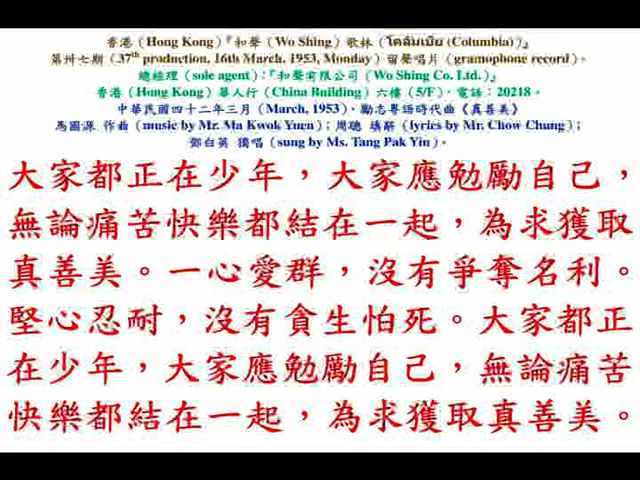 香港（Hong Kong）『和聲（Wo Shing）歌林（โคลัมเบีย (Columbia)）』
第卅七期（37th production, 16th March, 1953, Monday）留聲唱片（gramophone record）。
總經理（sole agent）：『和聲有限公司（Wo Shing Co. Ltd.）』
香港（Hong Kong）華人行（China Building）六樓（5/F）。電話：20218。
中華民國四十二年三月（March, 1953），勵志粵語時代曲《真善美》
馬國源 作曲（music by Mr. Ma Kwok Yuen）；周聰 填辭（lyrics by Mr. Chow Chung）；
鄧白英 獨唱（sung by Ms. Tang Pak Yin）。
大家都正在少年，大家應勉勵自己，
無論痛苦快樂都結在一起，為求獲取
真善美。一心愛群，沒有爭奪名利。
堅心忍耐，沒有貪生怕死。大家都正
在少年，大家應勉勵自己，無論痛苦
快樂都結在一起，為求獲取真善美。